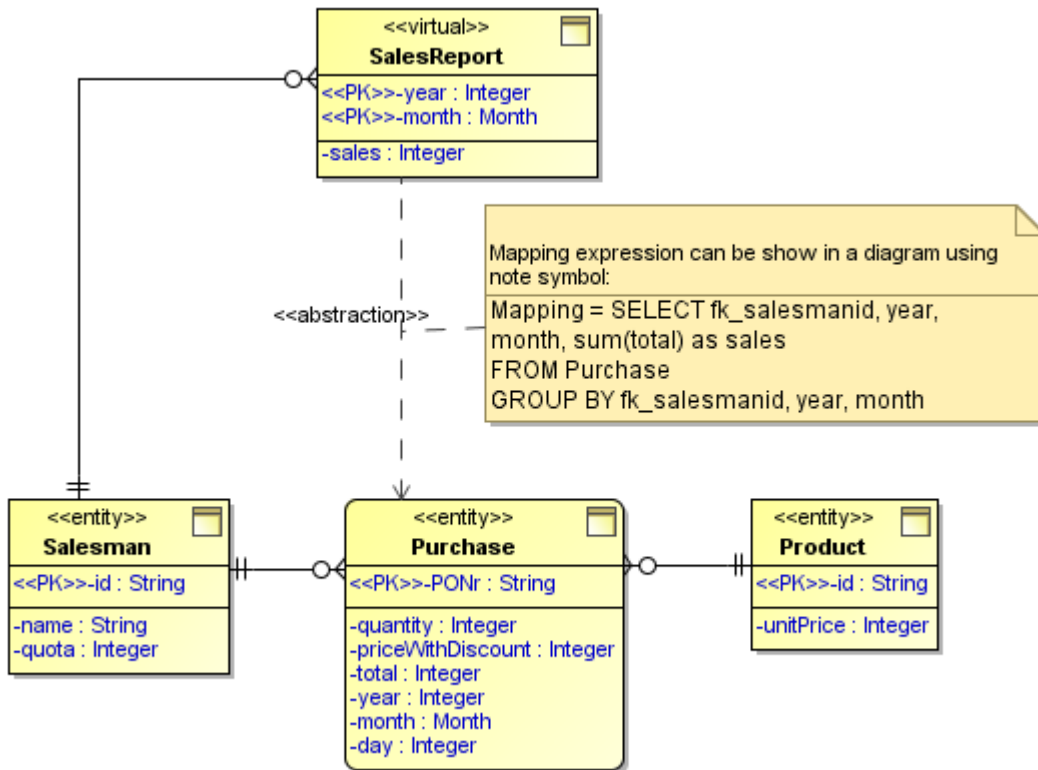 <<virtual>>
SalesReport
<<PK>>-year : Integer
<<PK>>-month : Month
-sales : Integer
Mapping expression can be show in a diagram using
note symbol:
Mapping = SELECT fk_salesmanid, year,
month, sum(total) as sales
FROM Purchase
GROUP BY fk_salesmanid, year, month
<<abstraction>>
<<entity>>
Salesman
<<PK>>-id : String
-name : String
-quota : Integer
<<entity>>
Purchase
<<PK>>-PONr : String
-quantity : Integer
-priceWithDiscount : Integer
-total : Integer
-year : Integer
-month : Month
-day : Integer
<<entity>>
Product
<<PK>>-id : String
-unitPrice : Integer